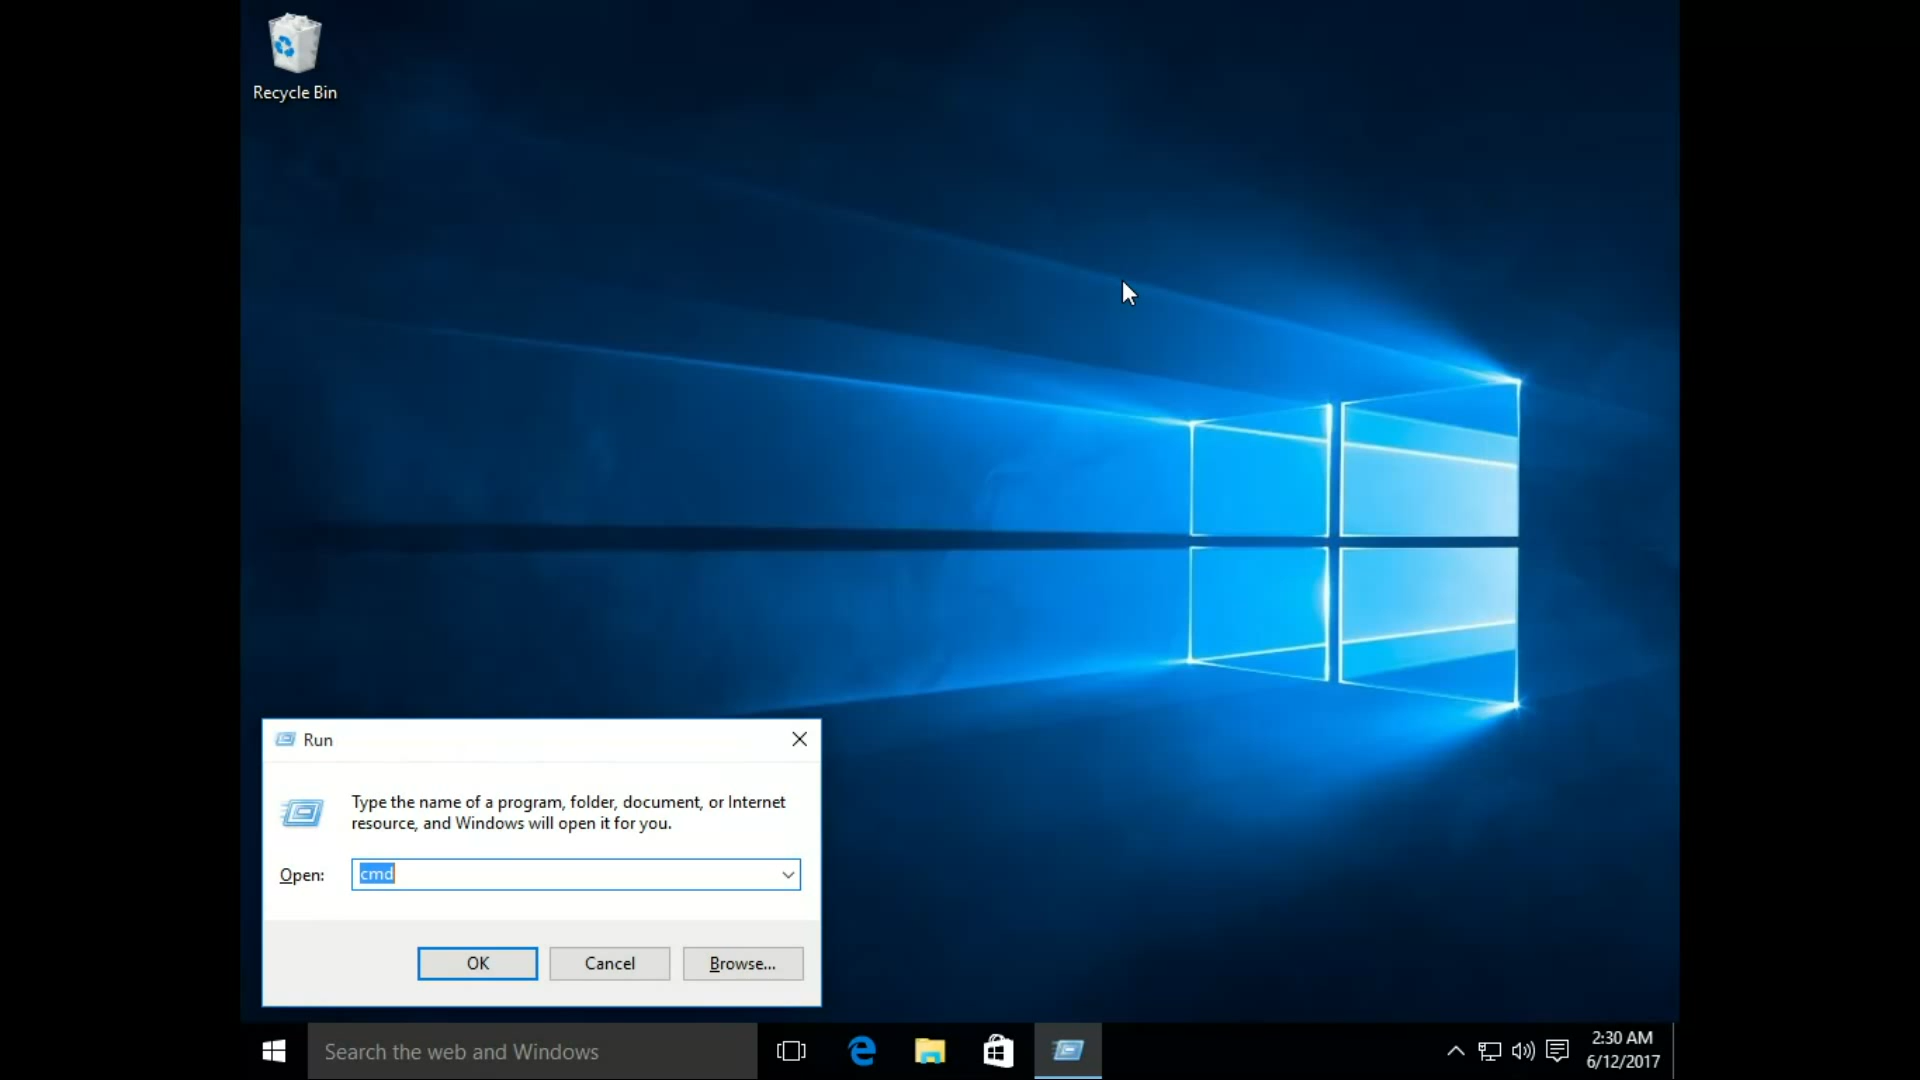 Recycle Bin
Run
Type the name of a program, folder, document, or Internet
resource, and Windows will open it for you.
Open:
cmd
OK
Cancel
Browse...
Search the web and Windows
2:30 AM
6/12/2017